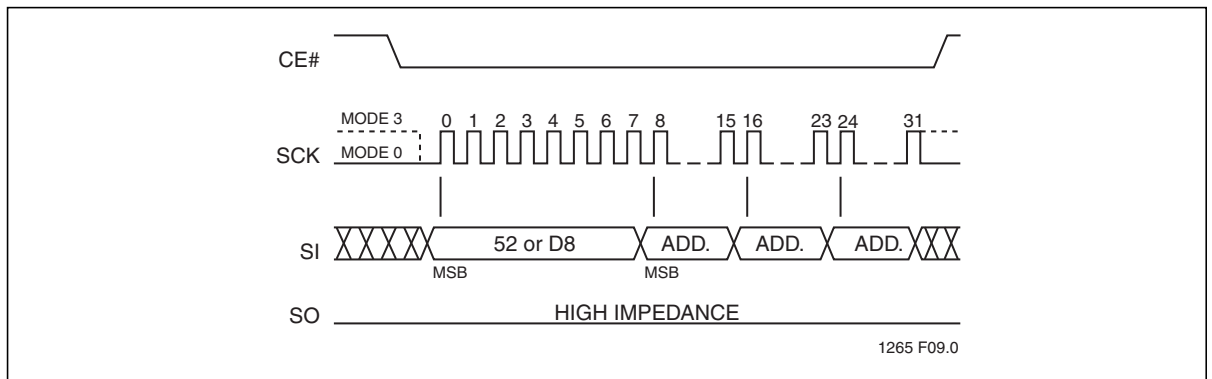 CE#
MODE 3
0 1 2 3 4 5 6 7 8 15 16 23 24 31
SCK
MODE 0
SI
52 or D8
ADD.
ADD.
ADD.
MSB
MSB
SO
HIGH IMPEDANCE
1265 F09.0